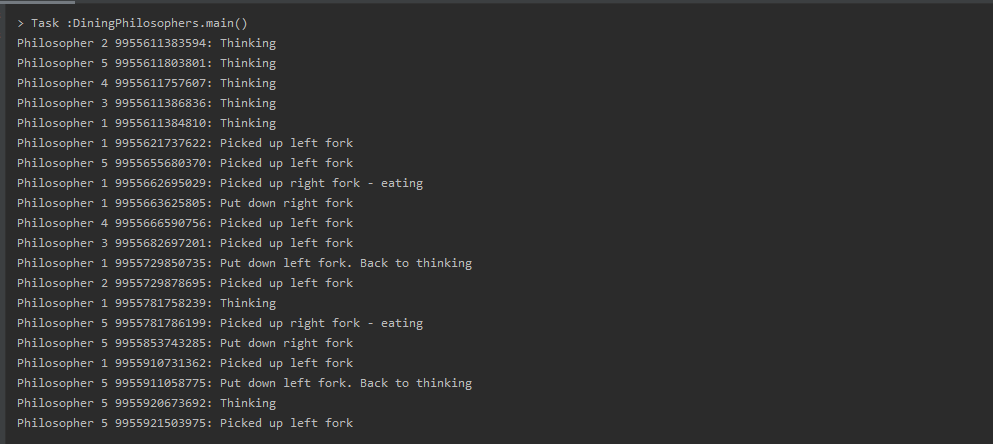 > Task :DiningPhilosophers.main()
Philosopher 2 9955611383594: Thinking
Philosopher 5 9955611803801: Thinking
Philosopher 4 9955611757607: Thinking
Philosopher 3 9955611386836: Thinking
Philosopher 1 9955611384810: Thinking
Philosopher 1 9955621737622: Picked up left fork
Philosopher 5 9955655680370: Picked up left fork
Philosopher 1 9955662695029: Picked up right fork - eating
Philosopher 1 9955663625805: Put down right fork
Philosopher 4 9955666590756: Picked up left fork
Philosopher 3 9955682697201: Picked up left fork
Philosopher 1 9955729850735: Put down left fork. Back to thinking
Philosopher 2 9955729878695: Picked up left fork
Philosopher 1 9955781758239: Thinking
Philosopher 5 9955781786199: Picked up right fork - eating
Philosopher 5 9955853743285: Put down right fork
Philosopher 1 9955910731362: Picked up left fork
Philosopher 5 9955911058775: Put down left fork. Back to thinking
Philosopher 5 9955920673692: Thinking
Philosopher 5 9955921503975: Picked up left fork